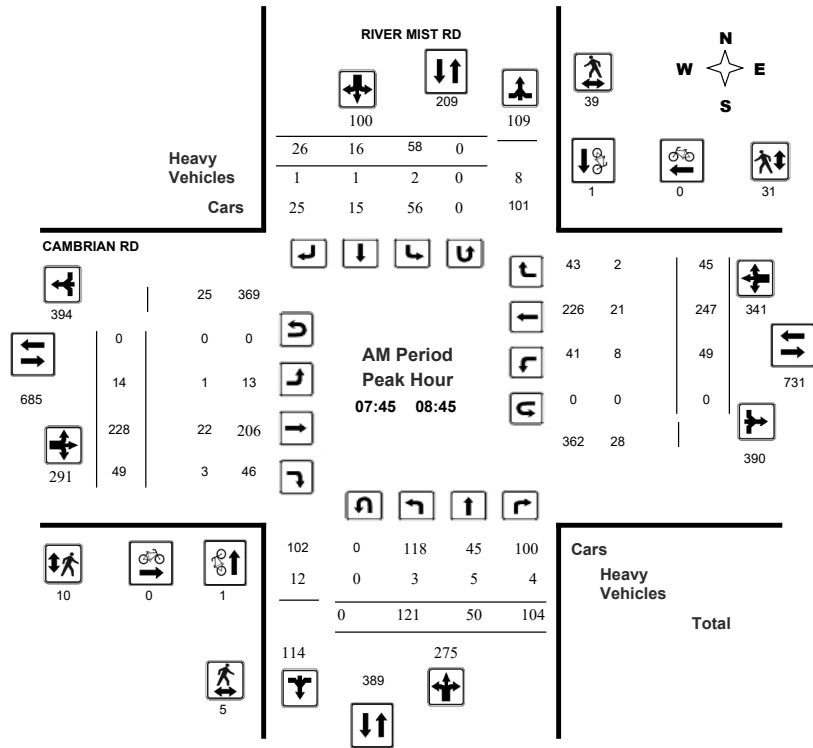 RIVER MIST RD
N
W E
S
209
39
100 109
26 16 58 0
Heavy
Vehicles
1 1 2 0 8
1 0 31
Cars 25 15 56 0 101
CAMBRIAN RD
43 2 45
25 369
394
226 21 247 341
0 0 0
AM Period
Peak Hour
07:45 08:45
14 1 13
41 8 49
731
685
0 0 0
228 22 206
362 28 390
291
49 3 46
102 0 118 45 100 Cars
12 0 3 5 4 Heavy
Vehicles
10 0 1
0 121 50 104 Total
114 275
389
5